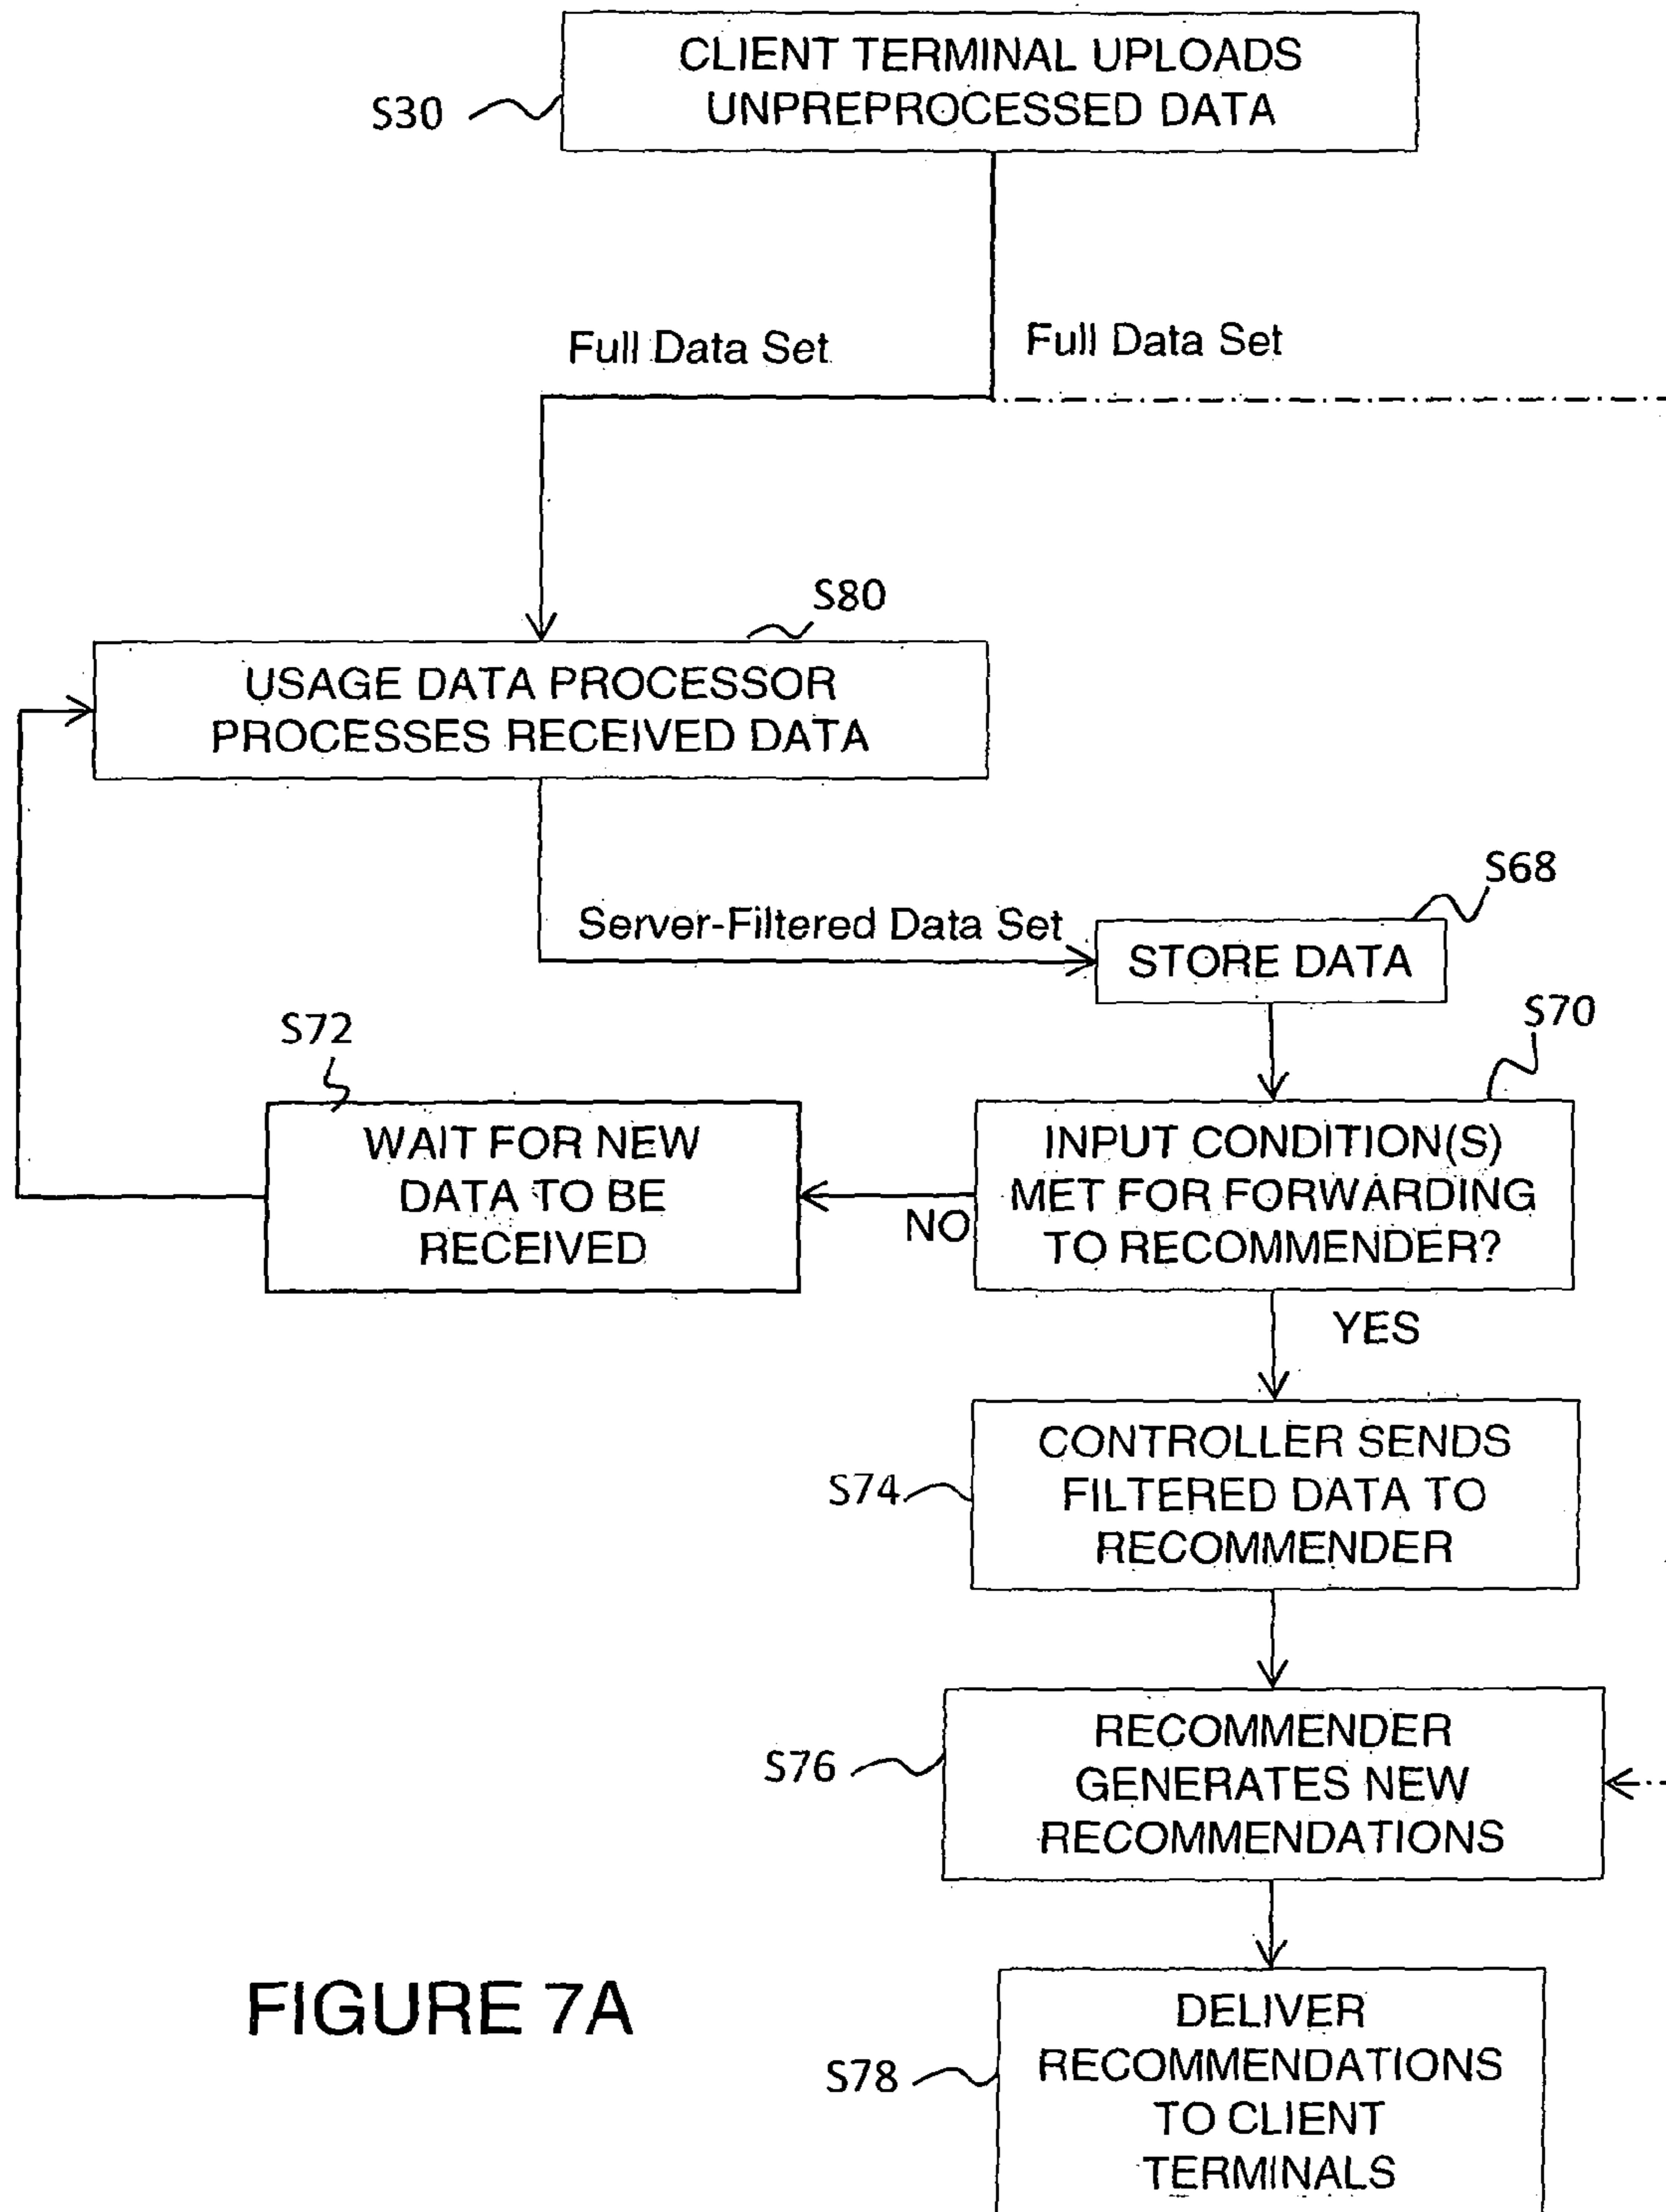 CLIENT TERMINAL UPLOADS
UNPREPROCESSED DATA
S30
Full Data Set
Full Data Set
S80
USAGE DATA PROCESSOR
PROCESSES RECEIVED DATA
S68
Server-Filtered Data Set
STORE DATA
S70
S72
WAIT FOR NEW
DATA TO BE
RECEIVED
INPUT CONDITION(S)
MET FOR FORWARDING
TO RECOMMENDER?
NO
YES
S74
CONTROLLER SENDS
FILTERED DATA TO
RECOMMENDER
S76
RECOMMENDER
GENERATES NEW
RECOMMENDATIONS
FIGURE 7A
S78
DELIVER
RECOMMENDATIONS
TO CLIENT
TERMINALS